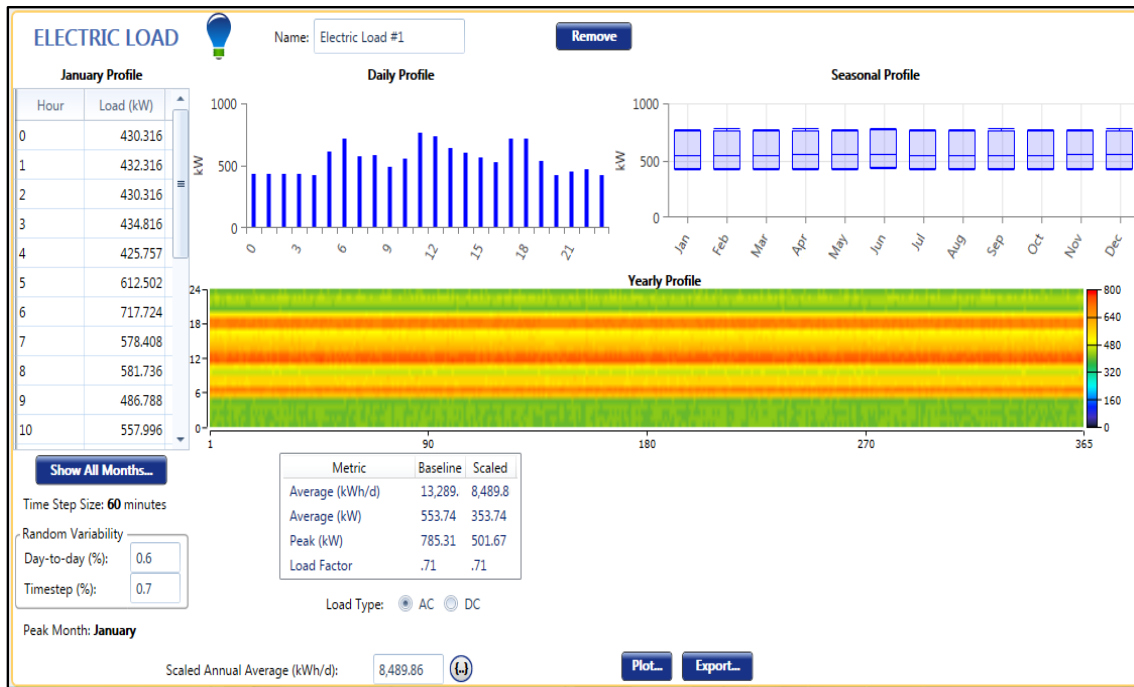 ELECTRIC LOAD
Name: Electric Load #1
Remove
January Profile
Hour Load (kW)
0 430.316
1 432.316
2 430.316
3 434.816
4 425.757
5 612.502
6 717.724
7 578.408
8 581.736
9 486.788
10 557.996
Show All Months...
Time Step Size: 60 minutes
Random Variability
Day-to-day (%): 0.6
Timestep (%): 0.7
Peak Month: January
Daily Profile
kW
1000
500
0
0 3 6 9 12 15 18 21
Seasonal Profile
kW
1000
500
0
Jan Feb Mar Apr May Jun Jul Aug Sep Oct Nov Dec
Yearly Profile
24
18
12
6
0
1 90 180 270 365
800
640
480
320
160
0
Metric Baseline Scaled
Average (kWh/d) 13,289. 8,489.8
Average (kW) 553.74 353.74
Peak (kW) 785.31 501.67
Load Factor .71 .71
Load Type: AC DC
Scaled Annual Average (kWh/d): 8,489.86 {..}
Plot... Export...